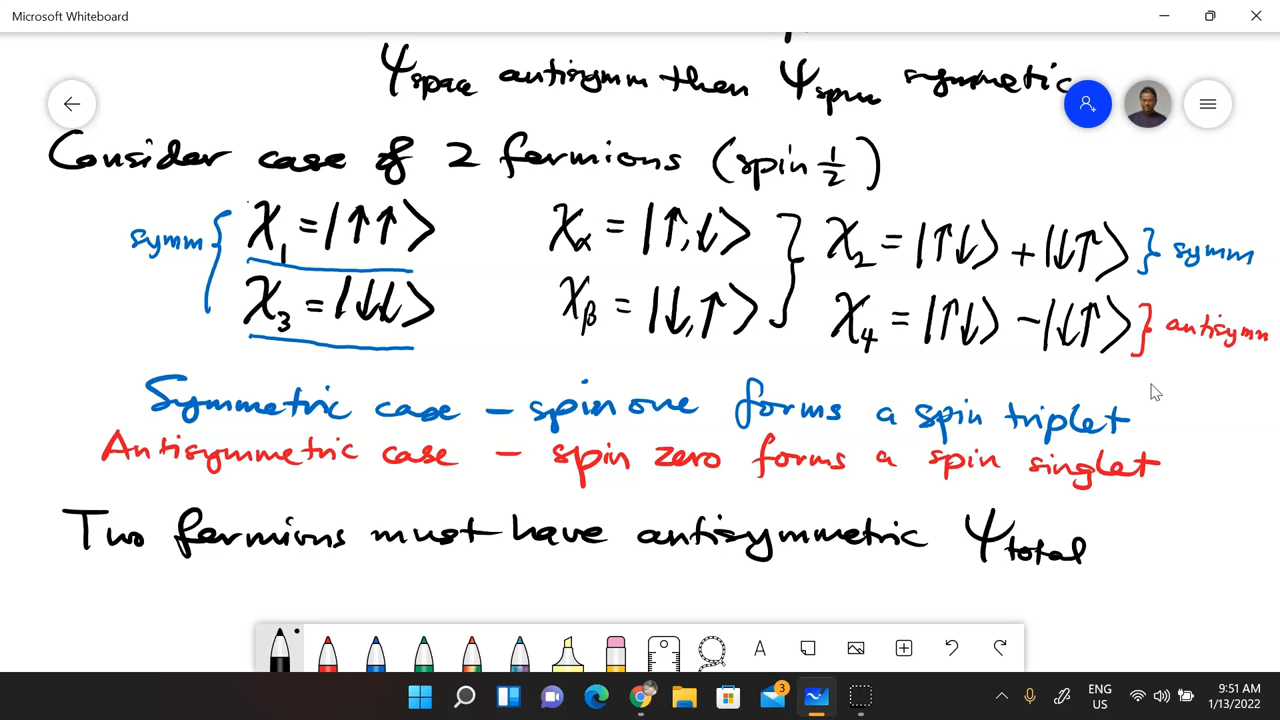 Microsoft Whiteboard
Ψspace antisymm then Ψspin symmetric
Consider case of 2 fermions (spin 1/2)
symm { χ1 = |↑↑⟩ χα = |↑,↓⟩ } χ2 = |↑↓⟩ + |↓↑⟩ } symm
χ3 = |↓↓⟩ χβ = |↓,↑⟩ χ4 = |↑↓⟩ - |↓↑⟩ } antisymm
Symmetric case - spin one forms a spin triplet
Antisymmetric case - spin zero forms a spin singlet
Two fermions must have antisymmetric Ψtotal
A
3
ENG
US
9:51 AM
1/13/2022